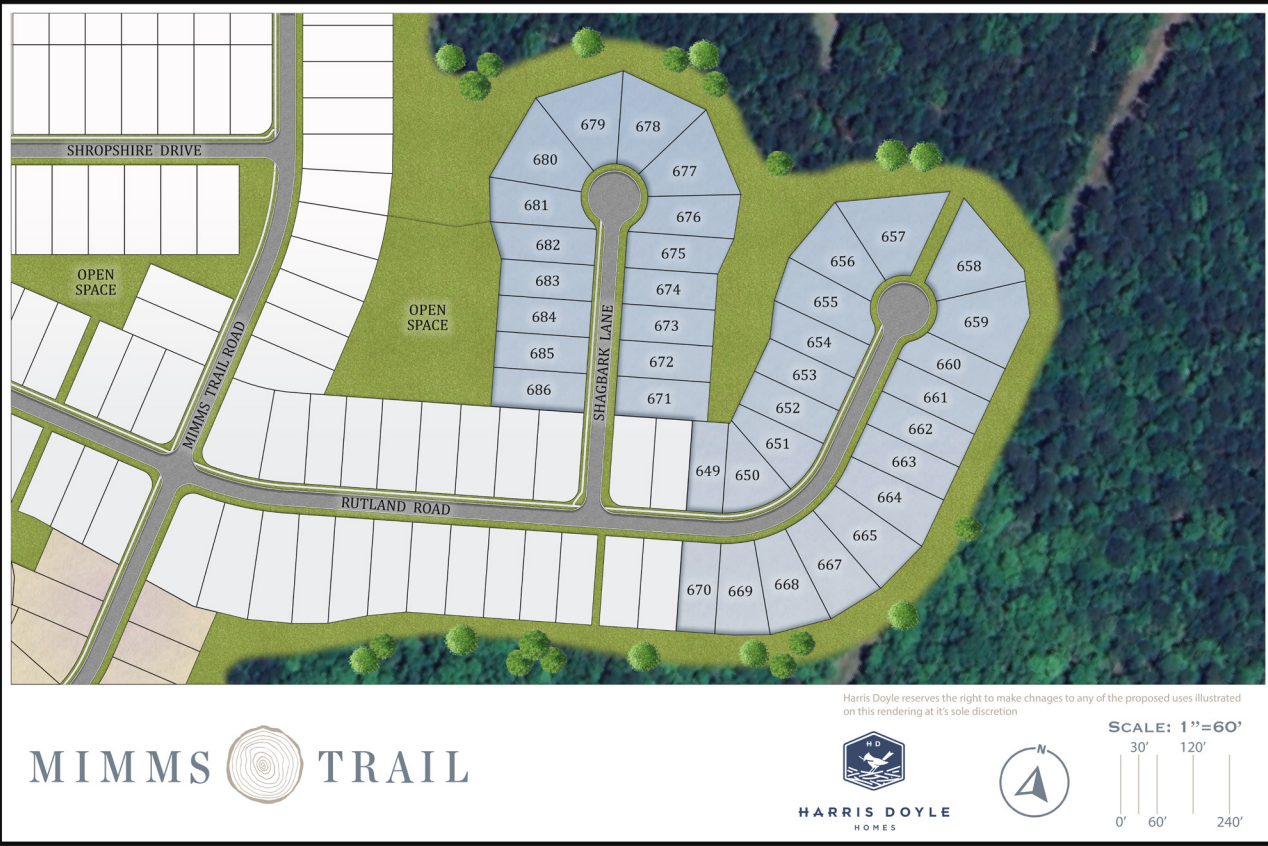 SHROPSHIRE DRIVE
OPEN
SPACE
MIMMS TRAIL ROAD
OPEN
SPACE
RUTLAND ROAD
SHAGBARK LANE
679
678
680
677
681
676
682
675
683
674
684
673
685
672
686
671
657
658
656
659
655
660
654
661
653
662
652
663
651
664
649
650
665
667
670
669
668
Harris Doyle reserves the right to make chnages to any of the proposed uses illustrated
on this rendering at it's sole discretion
MIMMS TRAIL
HD
HARRIS DOYLE
HOMES
N
SCALE: 1”=60’
30’ 120’
0’ 60’ 240’